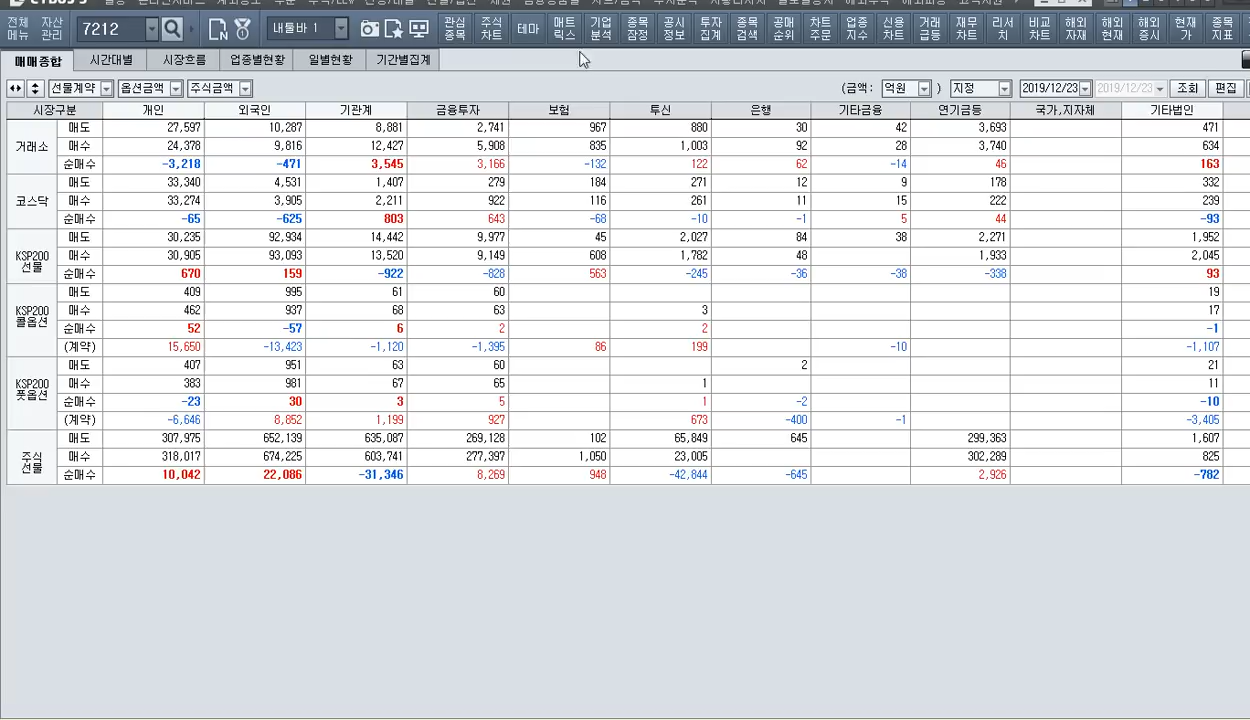 전체 메뉴 자산 관리 7212 내툴바 1 관심 종목 주식 차트 테마 매트 릭스 기업 분석 종목 잠정 공시 정보 투자 집계 종목 검색 공매 순위 차트 주문 업종 지수 신용 차트 거래 급등 재무 차트 리서 치 비교 차트 해외 자재 해외 현재 해외 증시 현재 가 종목 지표
매매종합 시간대별 시장흐름 업종별현황 일별현황 기간별집계
선물계약 옵션금액 주식금액 (금액: 억원 ) 지정 2019/12/23 2019/12/23 조회 편집
시장구분 개인 외국인 기관계 금융투자 보험 투신 은행 기타금융 연기금등 국가,지자체 기타법인
거래소 매도 27,597 10,287 8,881 2,741 967 880 30 42 3,693 471
매수 24,378 9,816 12,427 5,908 835 1,003 92 28 3,740 634
순매수 -3,218 -471 3,545 3,166 -132 122 62 -14 46 163
코스닥 매도 33,340 4,531 1,407 279 184 271 12 9 178 332
매수 33,274 3,905 2,211 922 116 261 11 15 222 239
순매수 -65 -625 803 643 -68 -10 -1 5 44 -93
KSP200 선물 매도 30,235 92,934 14,442 9,977 45 2,027 84 38 2,271 1,952
매수 30,905 93,093 13,520 9,149 608 1,782 48 1,933 2,045
순매수 670 159 -922 -828 563 -245 -36 -38 -338 93
KSP200 콜옵션 매도 409 995 61 60 19
매수 462 937 68 63 3 17
순매수 52 -57 6 2 2 -1
(계약) 15,650 -13,423 -1,120 -1,395 86 199 -10 -1,107
KSP200 풋옵션 매도 407 951 63 60 2 21
매수 383 981 67 65 1 11
순매수 -23 30 3 5 1 -2 -10
(계약) -6,646 8,852 1,199 927 673 -400 -1 -3,405
주식 선물 매도 307,975 652,139 635,087 269,128 102 65,849 645 299,363 1,607
매수 318,017 674,225 603,741 277,397 1,050 23,005 302,289 825
순매수 10,042 22,086 -31,346 8,269 948 -42,844 -645 2,926 -782